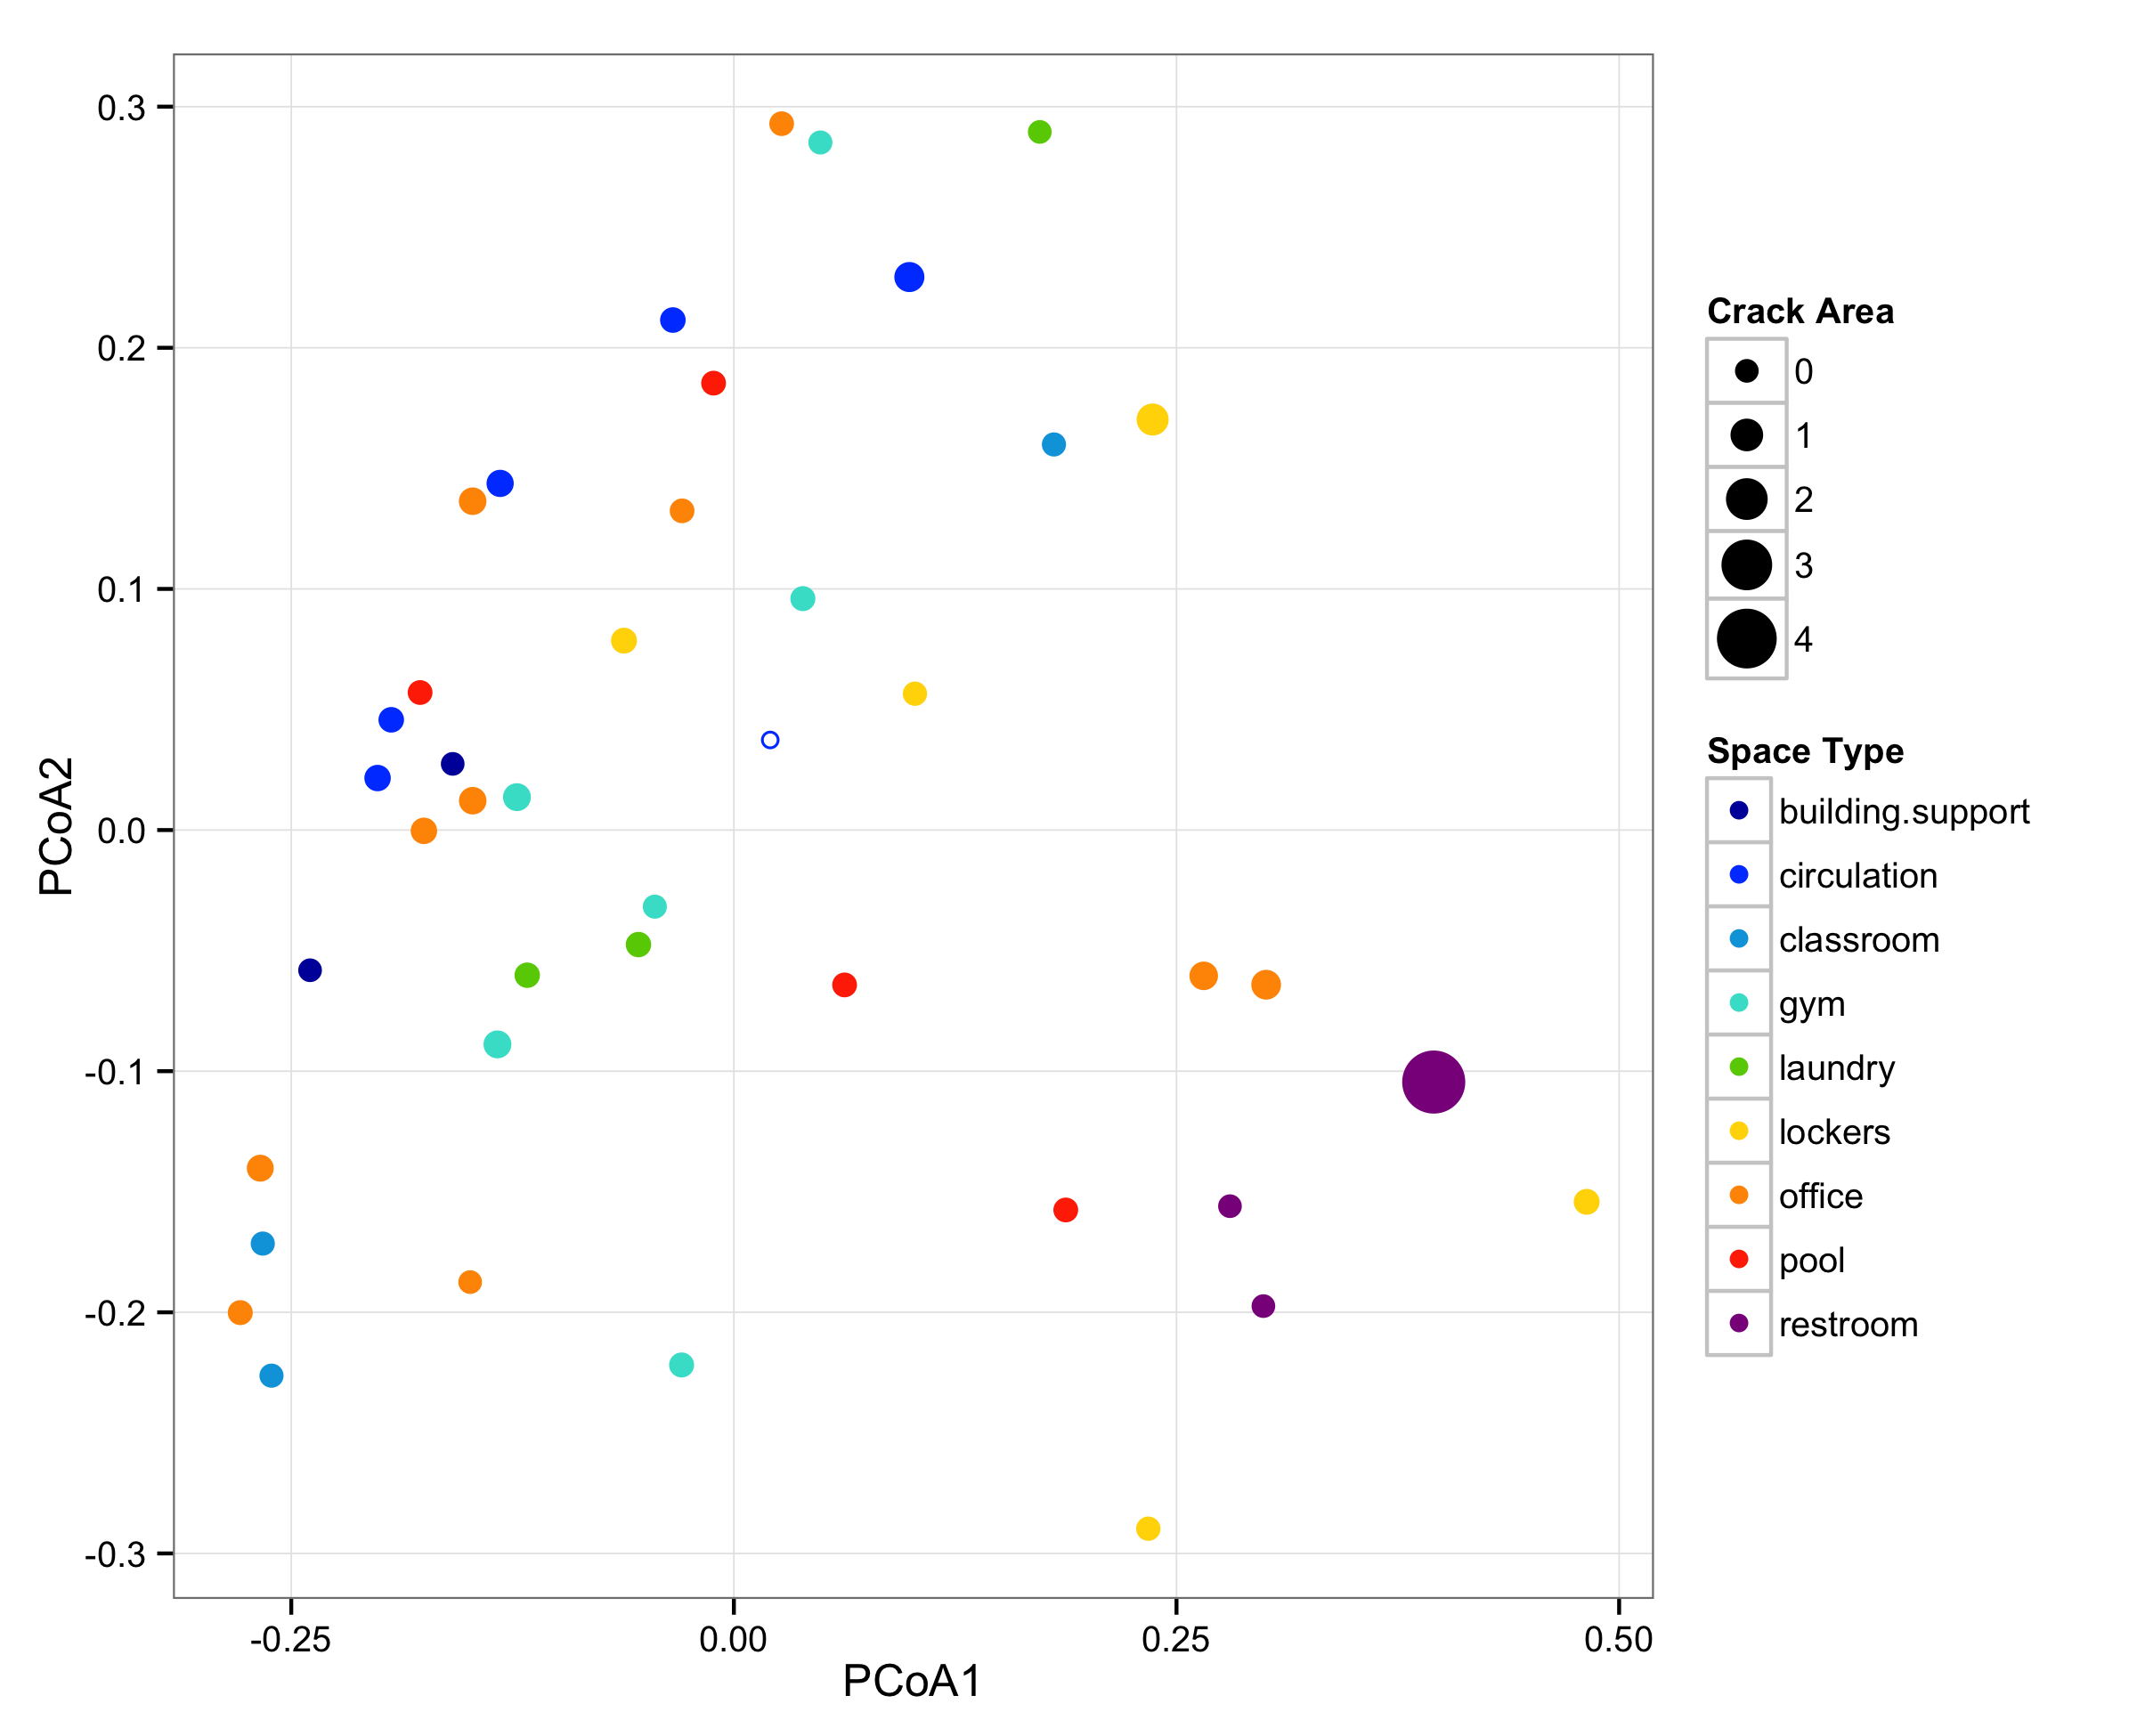 0.3
0.2
0.1
0.0
-0.1
-0.2
-0.3
PCoA2
-0.25
0.00
0.25
0.50
PCoA1
Crack Area
0
1
2
3
4
Space Type
building.support
circulation
classroom
gym
laundry
lockers
office
pool
restroom